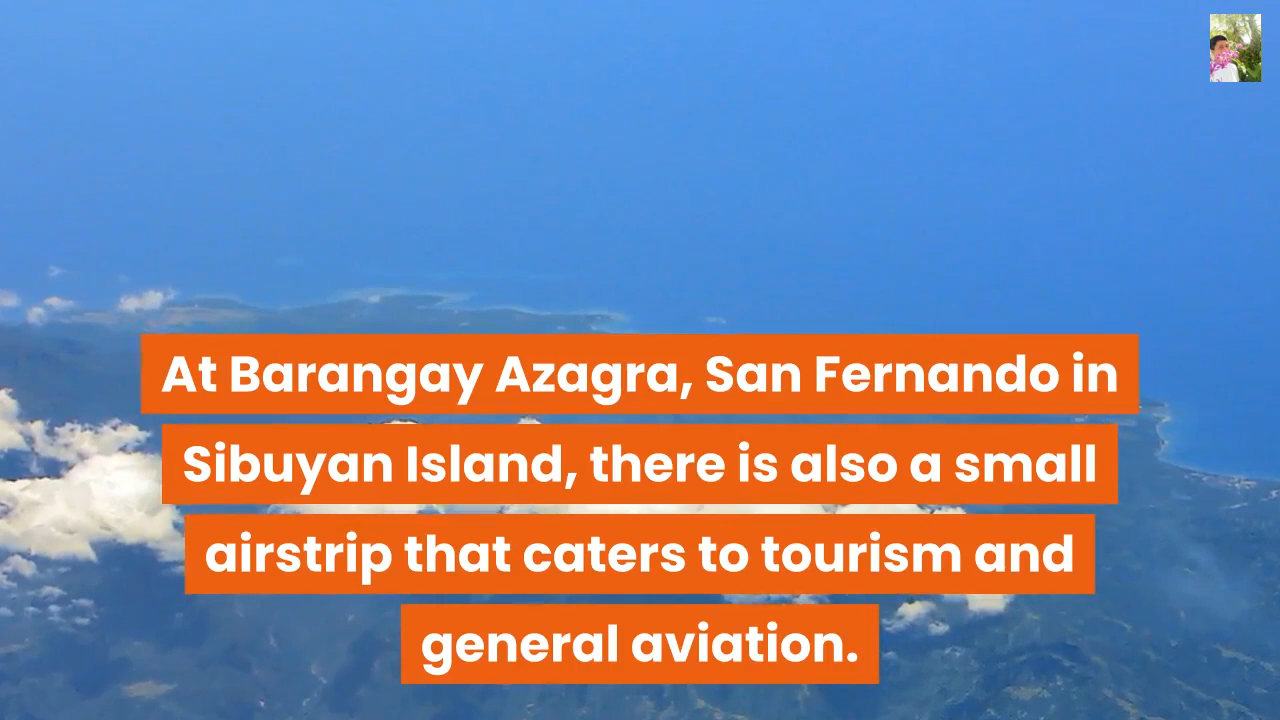 At Barangay Azagra, San Fernando in
Sibuyan Island, there is also a small
airstrip that caters to tourism and
general aviation.